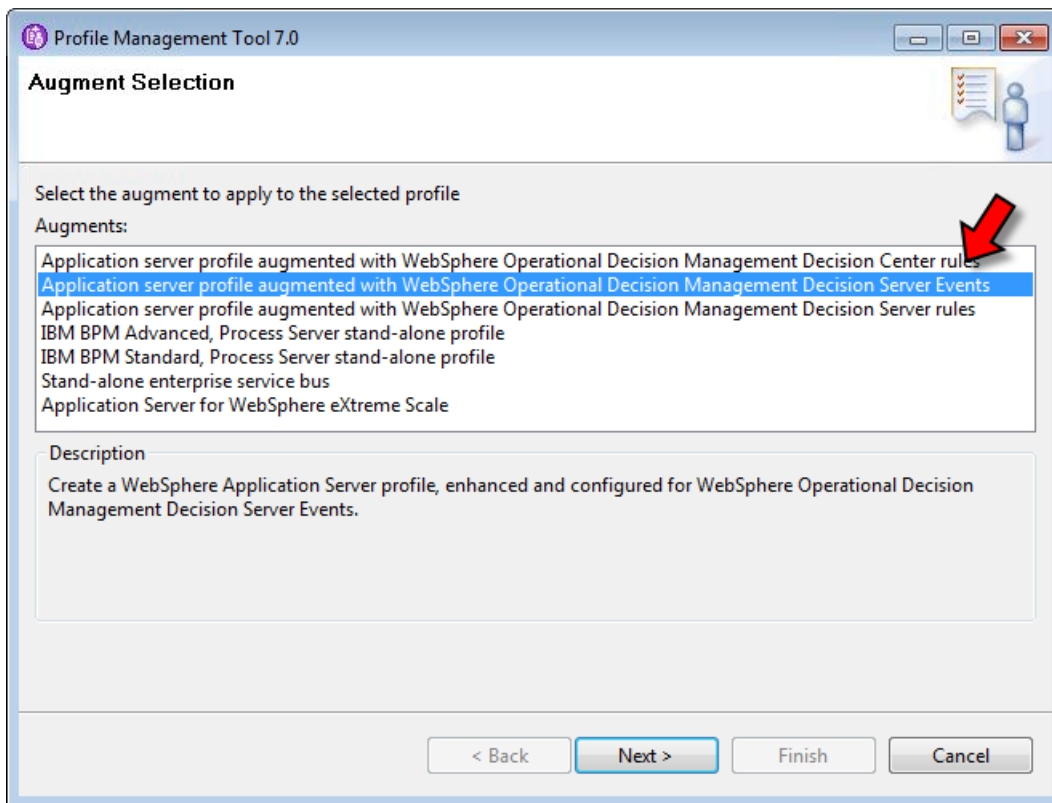 Profile Management Tool 7.0
Augment Selection
Select the augment to apply to the selected profile
Augments:
Application server profile augmented with WebSphere Operational Decision Management Decision Center rules
Application server profile augmented with WebSphere Operational Decision Management Decision Server Events
Application server profile augmented with WebSphere Operational Decision Management Decision Server rules
IBM BPM Advanced, Process Server stand-alone profile
IBM BPM Standard, Process Server stand-alone profile
Stand-alone enterprise service bus
Application Server for WebSphere eXtreme Scale
Description
Create a WebSphere Application Server profile, enhanced and configured for WebSphere Operational Decision
Management Decision Server Events.
< Back Next > Finish Cancel